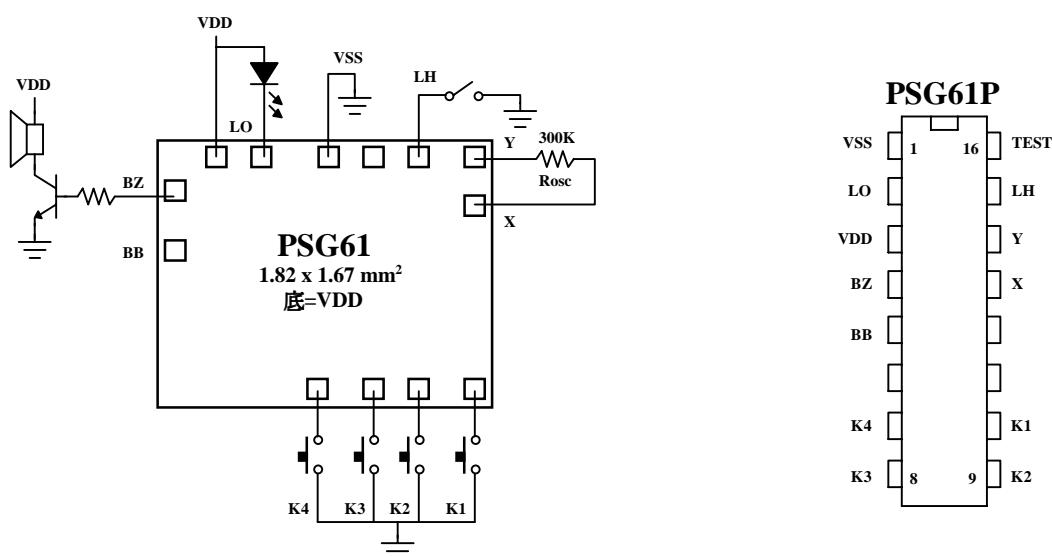 VDD
VSS
LH
VDD
LO
Y
300K
Rosc
BZ
X
BB
PSG61
1.82 x 1.67 mm²
底=VDD
K4
K3
K2
K1
PSG61P
VSS
1
16
TEST
LO
LH
VDD
Y
BZ
X
BB
K4
K1
K3
8
9
K2